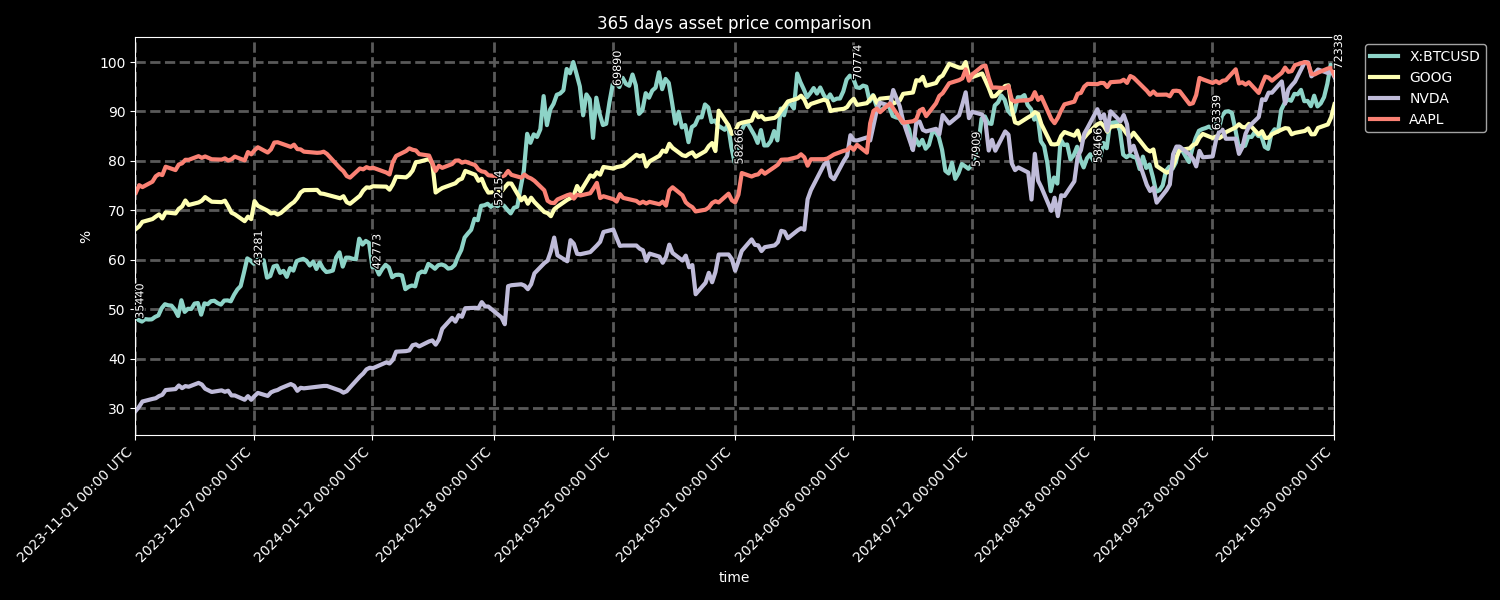 365 days asset price comparison
X:BTCUSD
GOOG
NVDA
AAPL
%
100
90
80
70
60
50
40
30
35440
43281
42773
52154
69890
58266
70774
57909
58466
63339
72338
2023-11-01 00:00 UTC
2023-12-07 00:00 UTC
2024-01-12 00:00 UTC
2024-02-18 00:00 UTC
2024-03-25 00:00 UTC
2024-05-01 00:00 UTC
2024-06-06 00:00 UTC
2024-07-12 00:00 UTC
2024-08-18 00:00 UTC
2024-09-23 00:00 UTC
2024-10-30 00:00 UTC
time